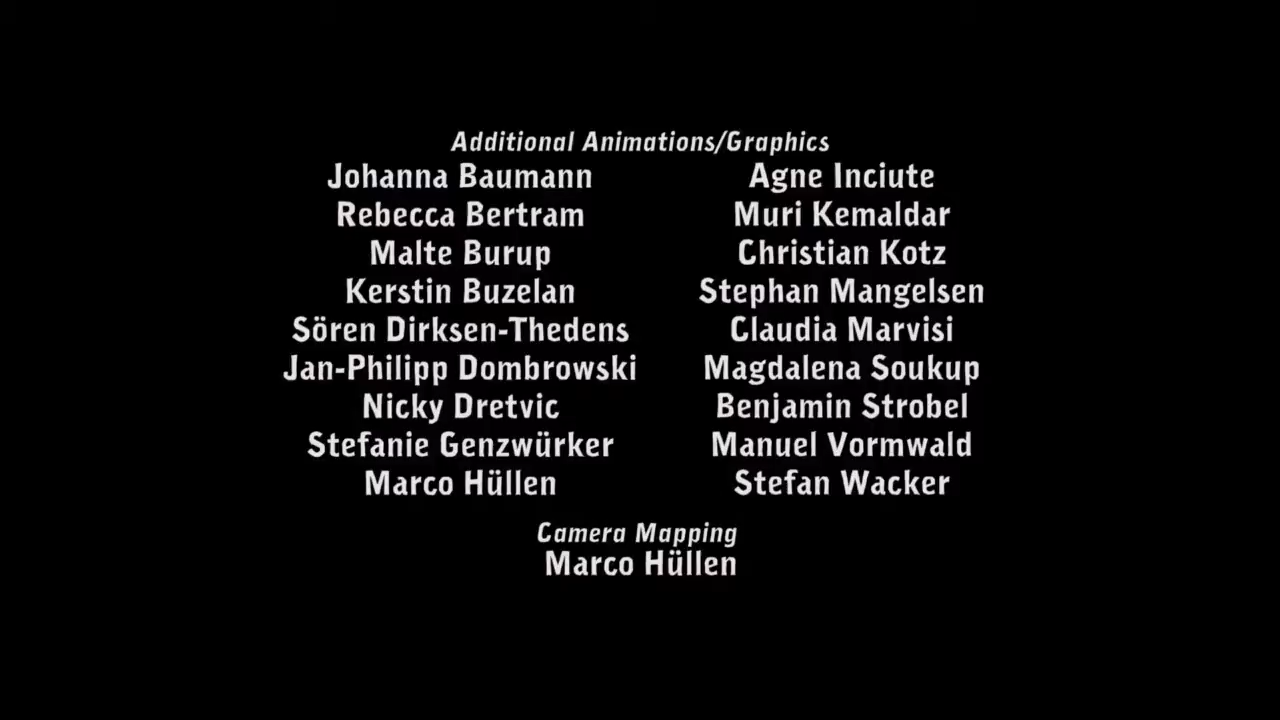 Additional Animations/Graphics
Johanna Baumann
Rebecca Bertram
Malte Burup
Kerstin Buzelan
Sören Dirksen-Thedens
Jan-Philipp Dombrowski
Nicky Dretvic
Stefanie Genzwürker
Marco Hüllen
Agne Inciute
Muri Kemaldar
Christian Kotz
Stephan Mangelsen
Claudia Marvisi
Magdalena Soukup
Benjamin Strobel
Manuel Vormwald
Stefan Wacker
Camera Mapping
Marco Hüllen